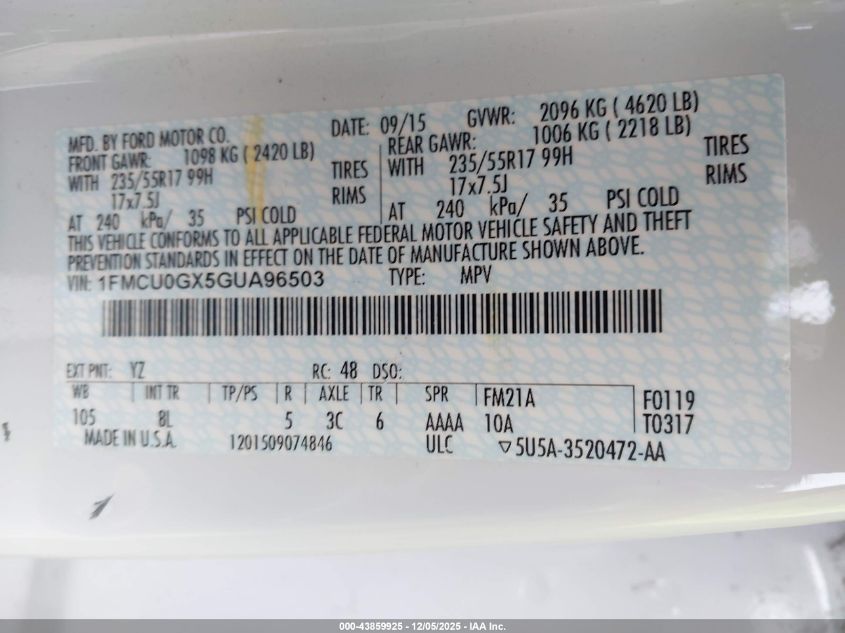 MFD. BY FORD MOTOR CO. DATE: 09/15 GVWR: 2096 KG ( 4620 LB)
FRONT GAWR: 1098 KG ( 2420 LB) REAR GAWR: 1006 KG ( 2218 LB)
WITH 235/55R17 99H TIRES WITH 235/55R17 99H TIRES
17x7.5J RIMS 17x7.5J RIMS
AT 240 kPa/ 35 PSI COLD AT 240 kPa/ 35 PSI COLD
THIS VEHICLE CONFORMS TO ALL APPLICABLE FEDERAL MOTOR VEHICLE SAFETY AND THEFT
PREVENTION STANDARDS IN EFFECT ON THE DATE OF MANUFACTURE SHOWN ABOVE.
VIN: 1FMCU0GX5GUA96503 TYPE: MPV
EXT PNT: YZ RC: 48 DSO:
WB INT TR TP/PS R AXLE TR SPR FM21A F0119
105 8L 5 3C 6 AAAA 10A T0317
MADE IN U.S.A. 1201509074846 ULC ▽5U5A-3520472-AA
000-43859925 - 12/05/2025 - IAA Inc.